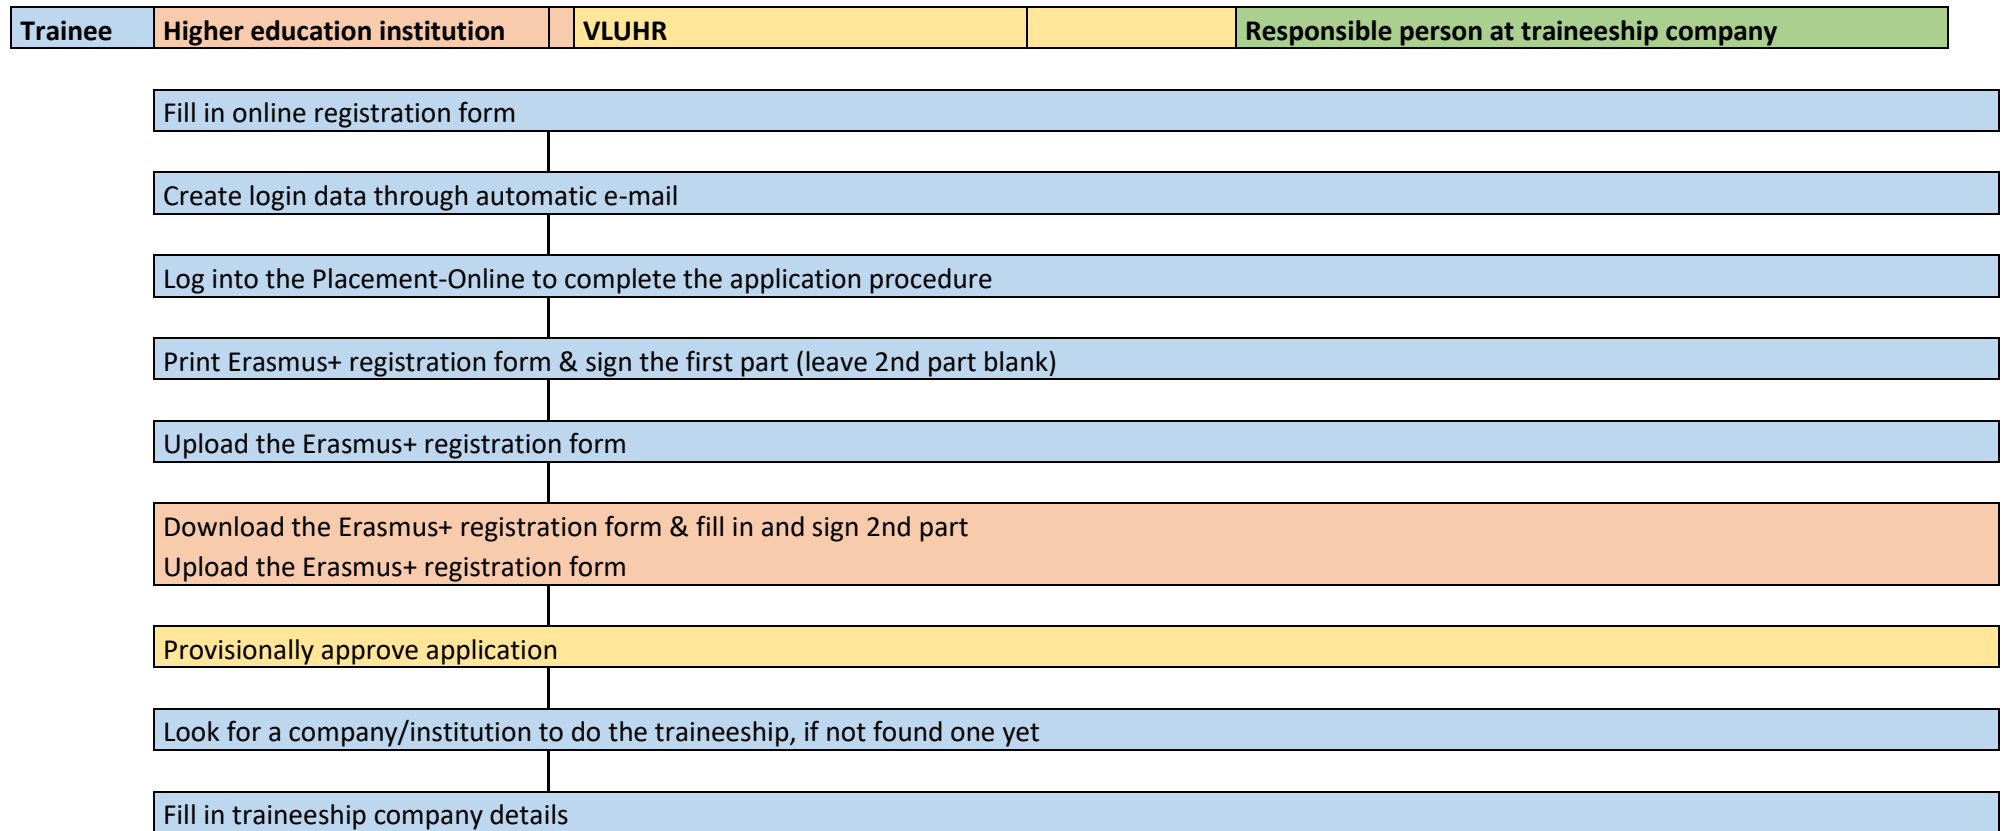 Trainee Higher education institution VLUHR Responsible person at traineeship company
Fill in online registration form
Create login data through automatic e-mail
Log into the Placement-Online to complete the application procedure
Print Erasmus+ registration form & sign the first part (leave 2nd part blank)
Upload the Erasmus+ registration form
Download the Erasmus+ registration form & fill in and sign 2nd part
Upload the Erasmus+ registration form
Provisionally approve application
Look for a company/institution to do the traineeship, if not found one yet
Fill in traineeship company details